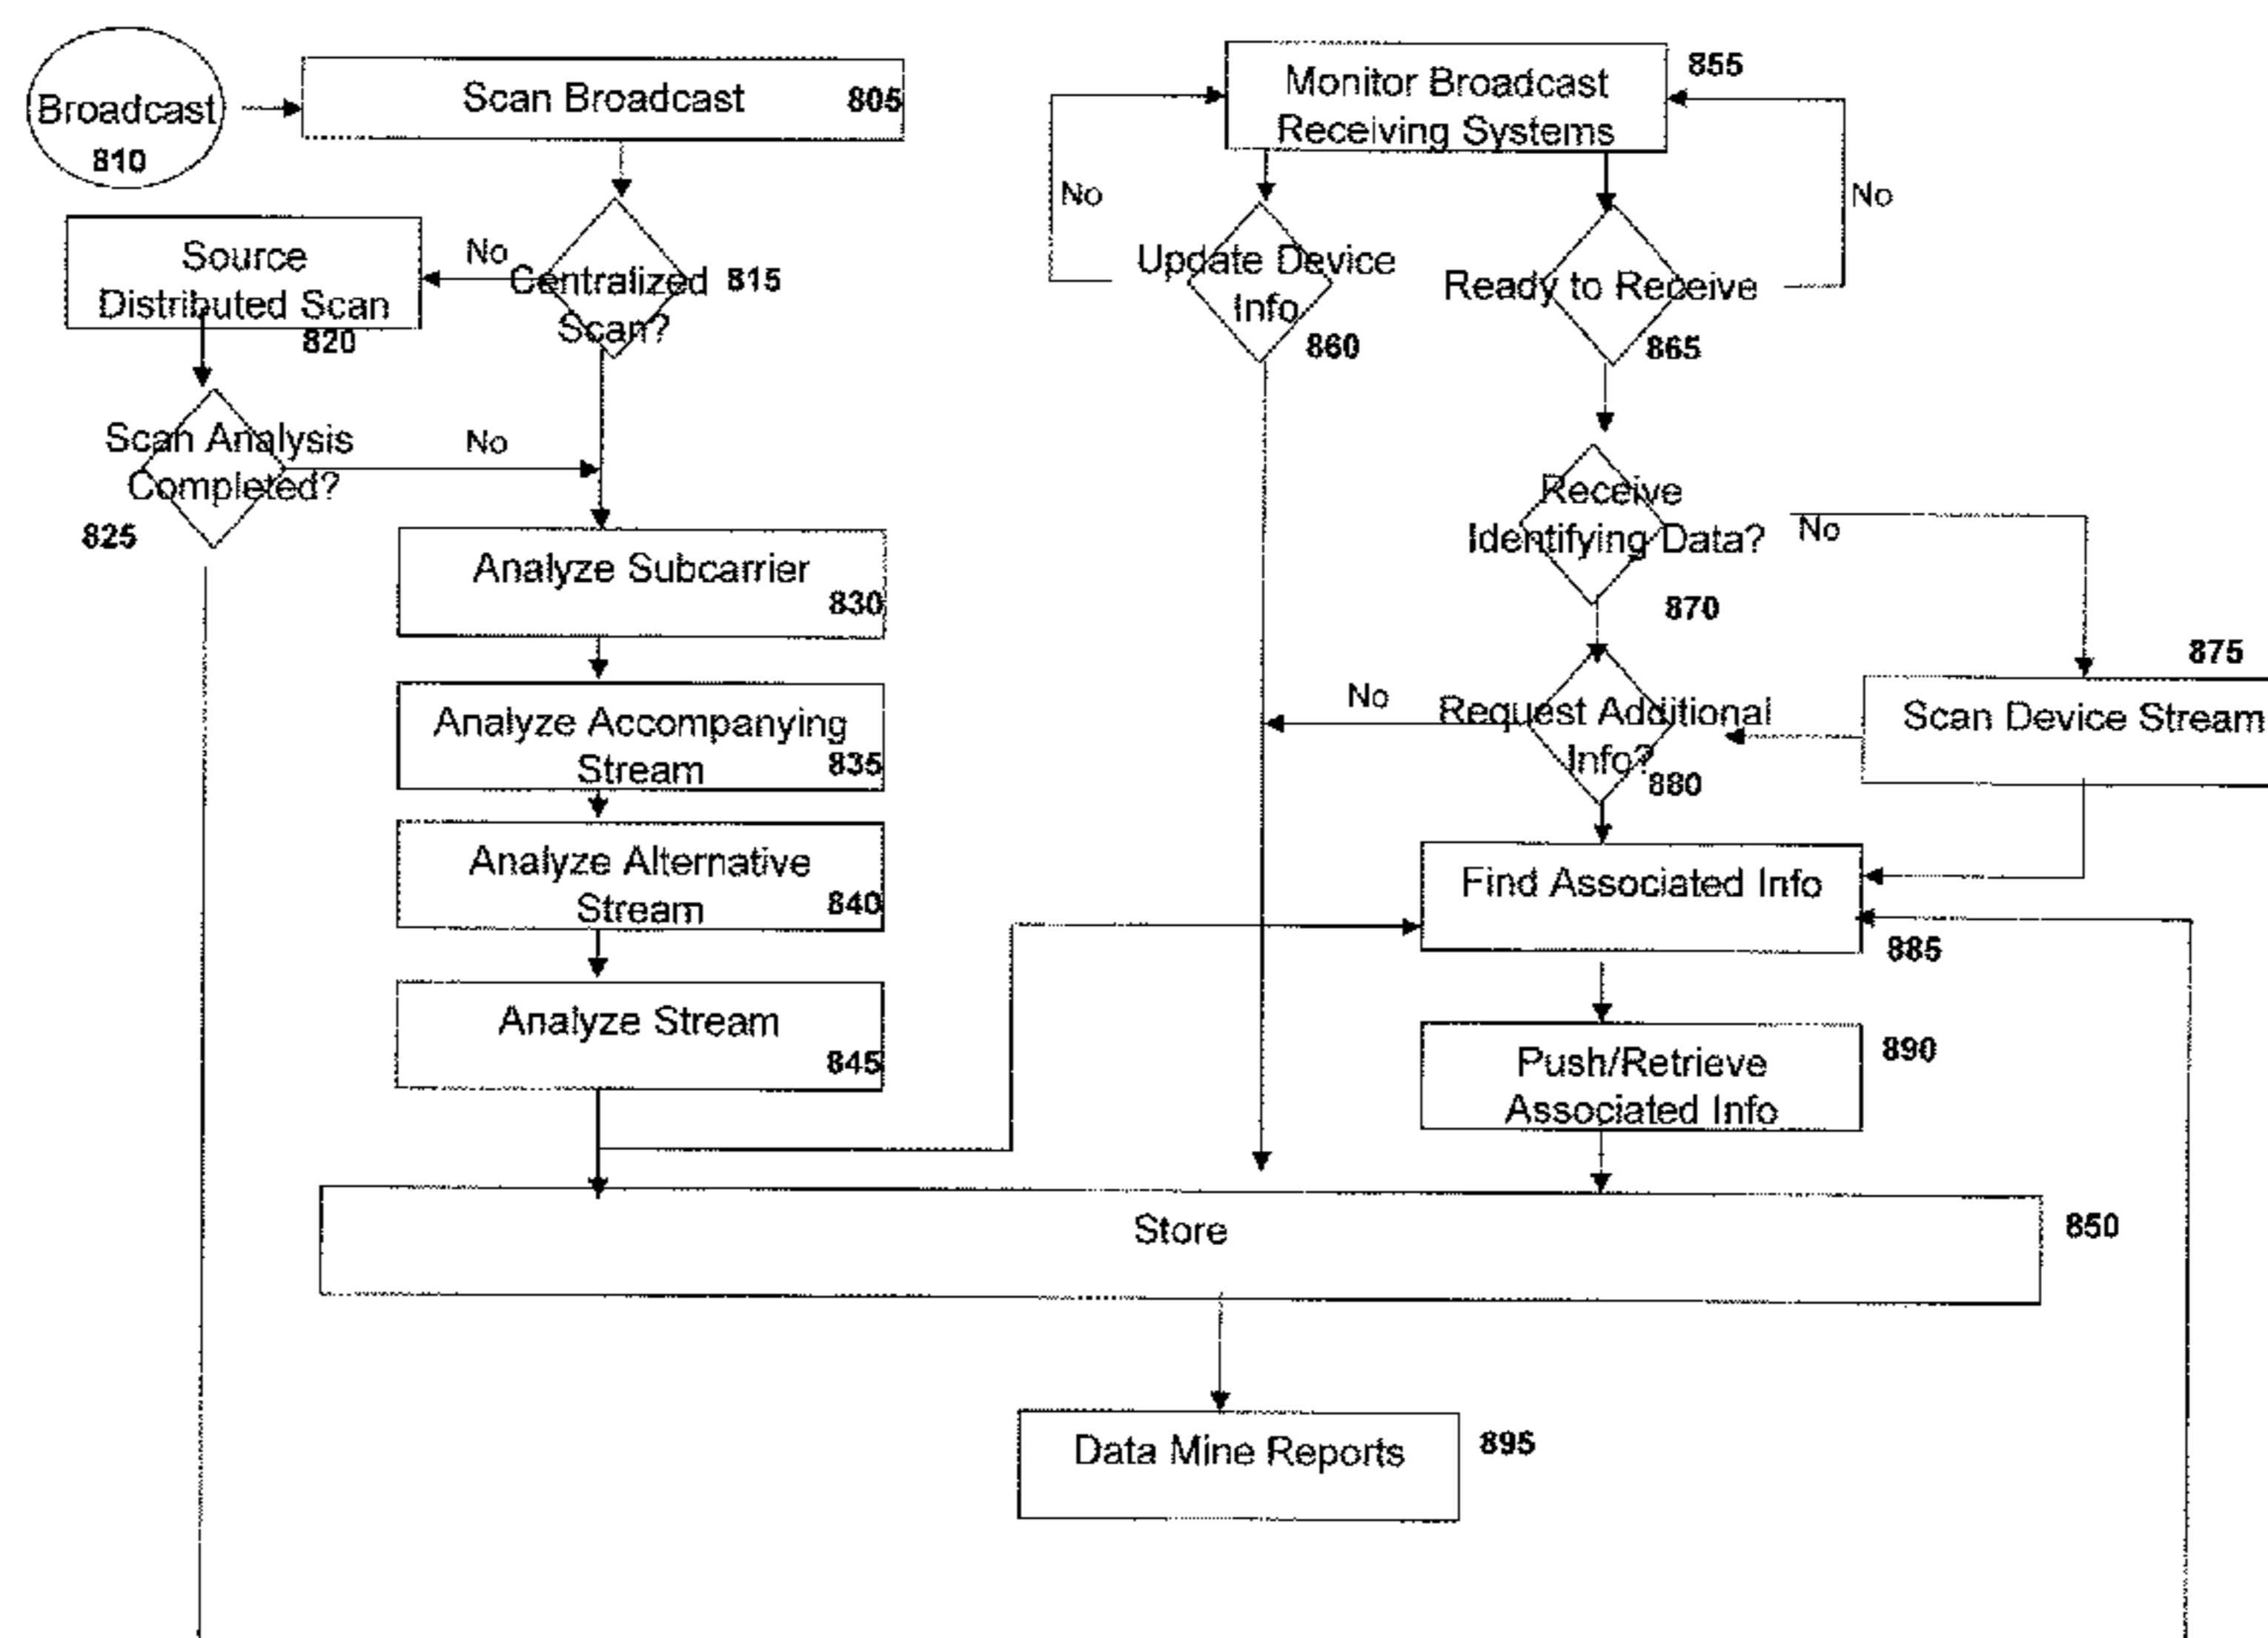 Broadcast
810
Scan Broadcast
805
Centralized
Scan?
815
No
Source
Distributed Scan
820
Scan Analysis
Completed?
825
No
Analyze Subcarrier
830
Analyze Accompanying
Stream
835
Analyze Alternative
Stream
840
Analyze Stream
845
Monitor Broadcast
Receiving Systems
855
No
Update Device
Info
860
No
Ready to Receive
865
Receive
Identifying Data?
870
No
Scan Device Stream
875
Request Additional
Info?
880
No
Find Associated Info
885
Push/Retrieve
Associated Info
890
Store
850
Data Mine Reports
895